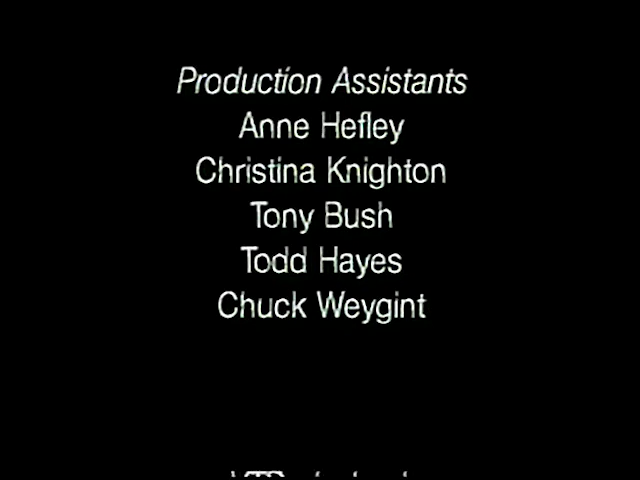 Production Assistants
Anne Hefley
Christina Knighton
Tony Bush
Todd Hayes
Chuck Weygint